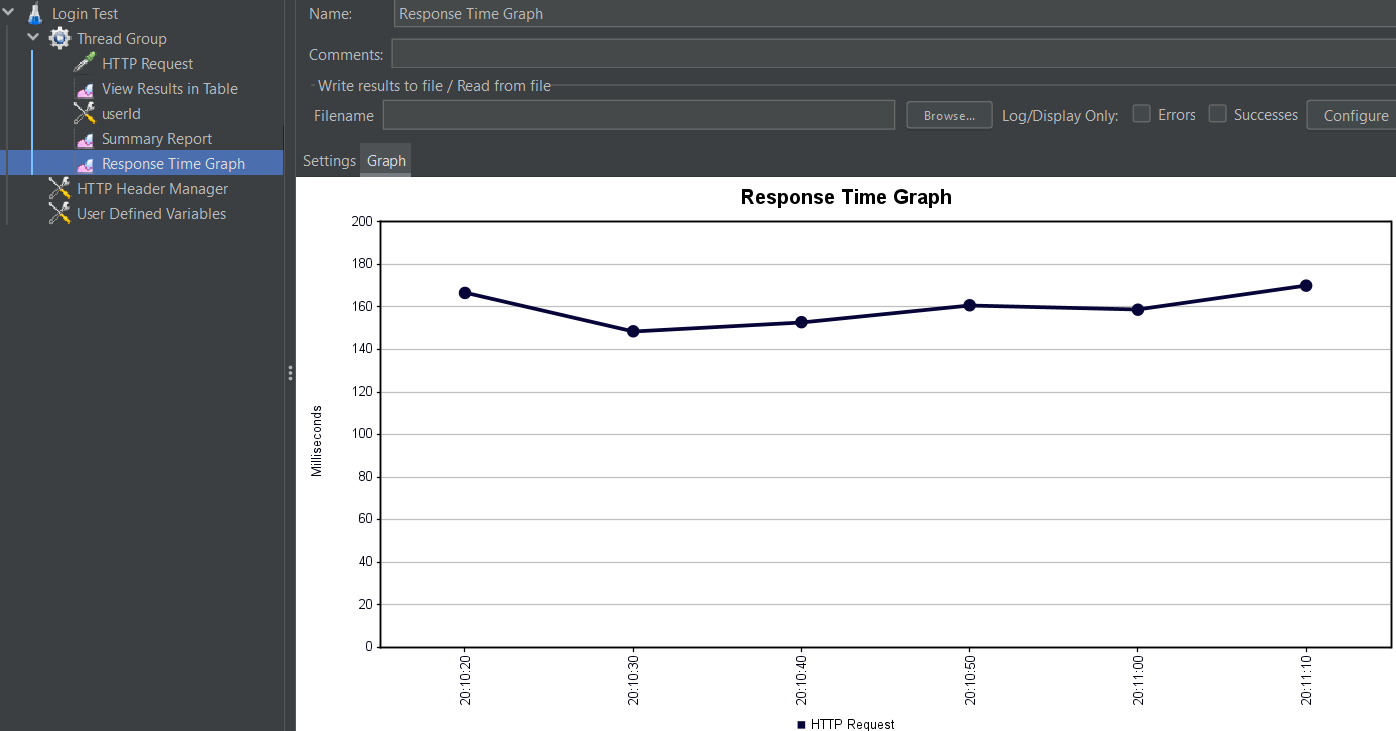 Login Test
Thread Group
HTTP Request
View Results in Table
userId
Summary Report
Response Time Graph
HTTP Header Manager
User Defined Variables
Name: Response Time Graph
Comments:
Write results to file / Read from file
Filename Browse... Log/Display Only: Errors Successes Configure
Settings Graph
Response Time Graph
200
180
160
140
120
100
80
60
40
20
0
Milliseconds
20:10:20 20:10:30 20:10:40 20:10:50 20:11:00 20:11:10
HTTP Request